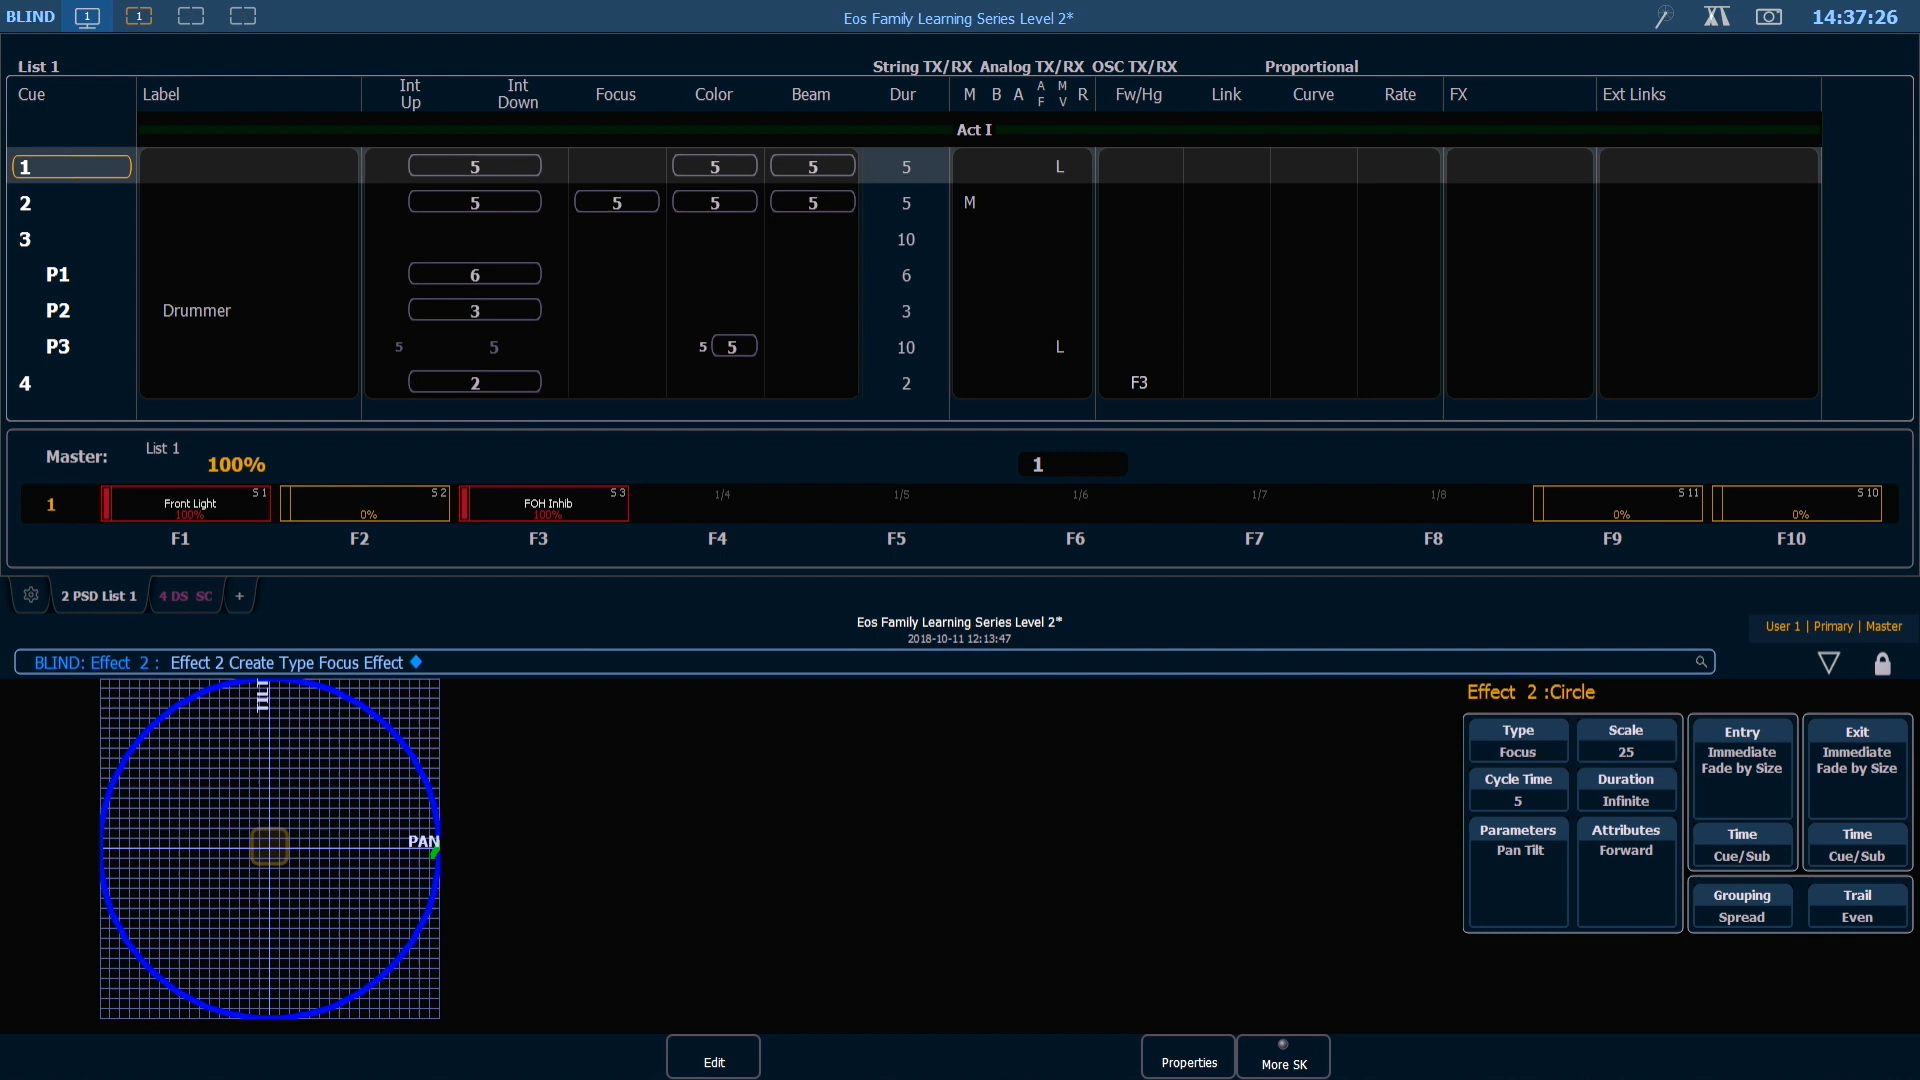 BLIND 1 1 Eos Family Learning Series Level 2* 14:37:26
List 1 String TX/RX Analog TX/RX OSC TX/RX Proportional
Cue Label Int Up Int Down Focus Color Beam Dur M B A AF MV R Fw/Hg Link Curve Rate FX Ext Links
Act I
1 5 5 5 5 L
2 5 5 5 5 5 M
3 10
P1 6 6
P2 Drummer 3 3
P3 5 5 5 5 10 L
4 2 2 F3
Master: List 1 100% 1
1 Front Light S 1 100% S 2 0% FOH Inhib S 3 100% 1/4 1/5 1/6 1/7 1/8 S 11 0% S 10 0%
F1 F2 F3 F4 F5 F6 F7 F8 F9 F10
2 PSD List 1 4 DS SC +
Eos Family Learning Series Level 2*
2018-10-11 12:13:47
User 1 | Primary | Master
BLIND: Effect 2 : Effect 2 Create Type Focus Effect
TILT
PAN
Effect 2 :Circle
Type Scale Entry Exit
Focus 25 Immediate Immediate
Fade by Size Fade by Size
Cycle Time Duration
5 Infinite
Parameters Attributes Time Time
Pan Tilt Forward Cue/Sub Cue/Sub
Grouping Trail
Spread Even
Edit Properties More SK